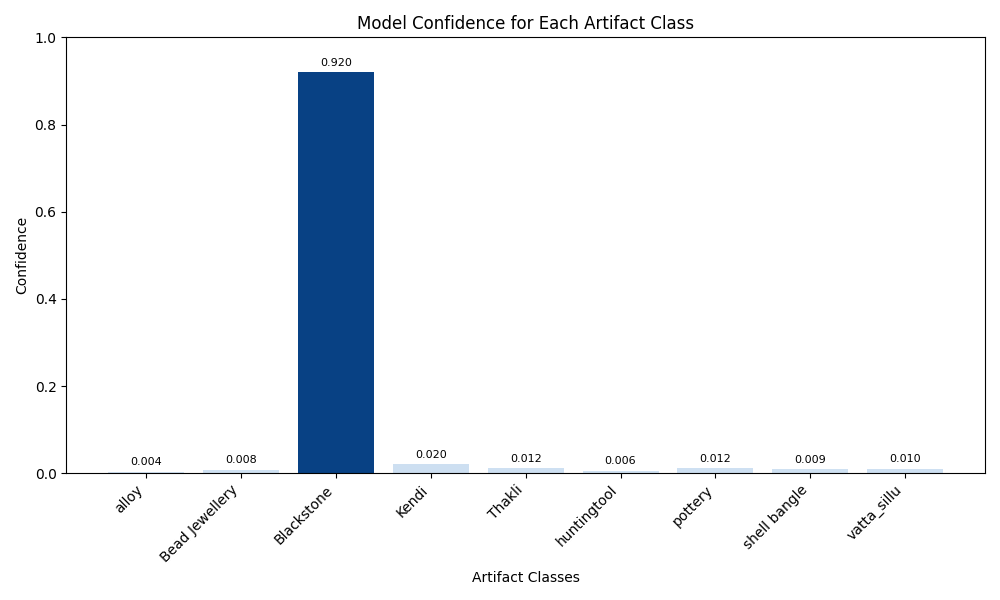 Model Confidence for Each Artifact Class
1.0
0.8
0.6
0.4
0.2
0.0
Confidence
0.004
0.008
0.920
0.020
0.012
0.006
0.012
0.009
0.010
alloy
Bead Jewellery
Blackstone
Kendi
Thakli
huntingtool
pottery
shell bangle
vatta_sillu
Artifact Classes